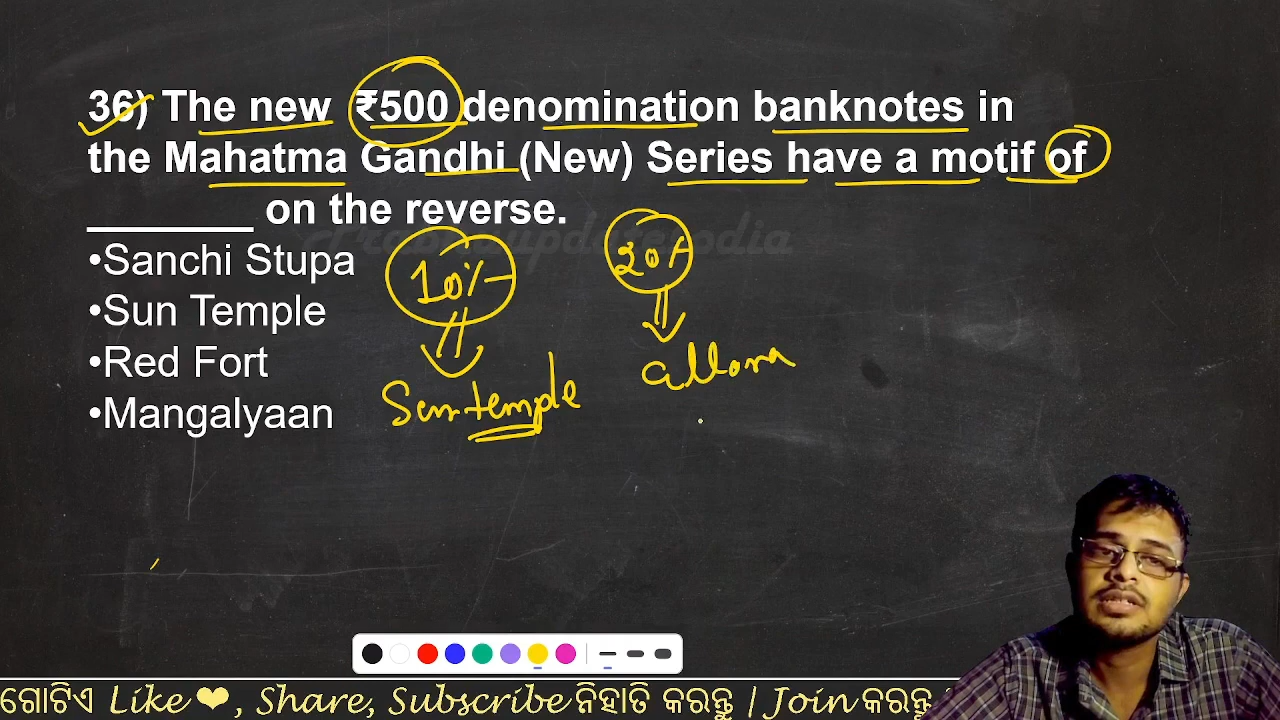 36) The new ₹500 denomination banknotes in
the Mahatma Gandhi (New) Series have a motif of
________ on the reverse.
•Sanchi Stupa
•Sun Temple
•Red Fort
•Mangalyaan
10/-
Sun temple
20/-
allora
ଗୋଟିଏ Like ❤, Share, Subscribe ନିହାତି କରନ୍ତୁ | Join କରନ୍ତୁ